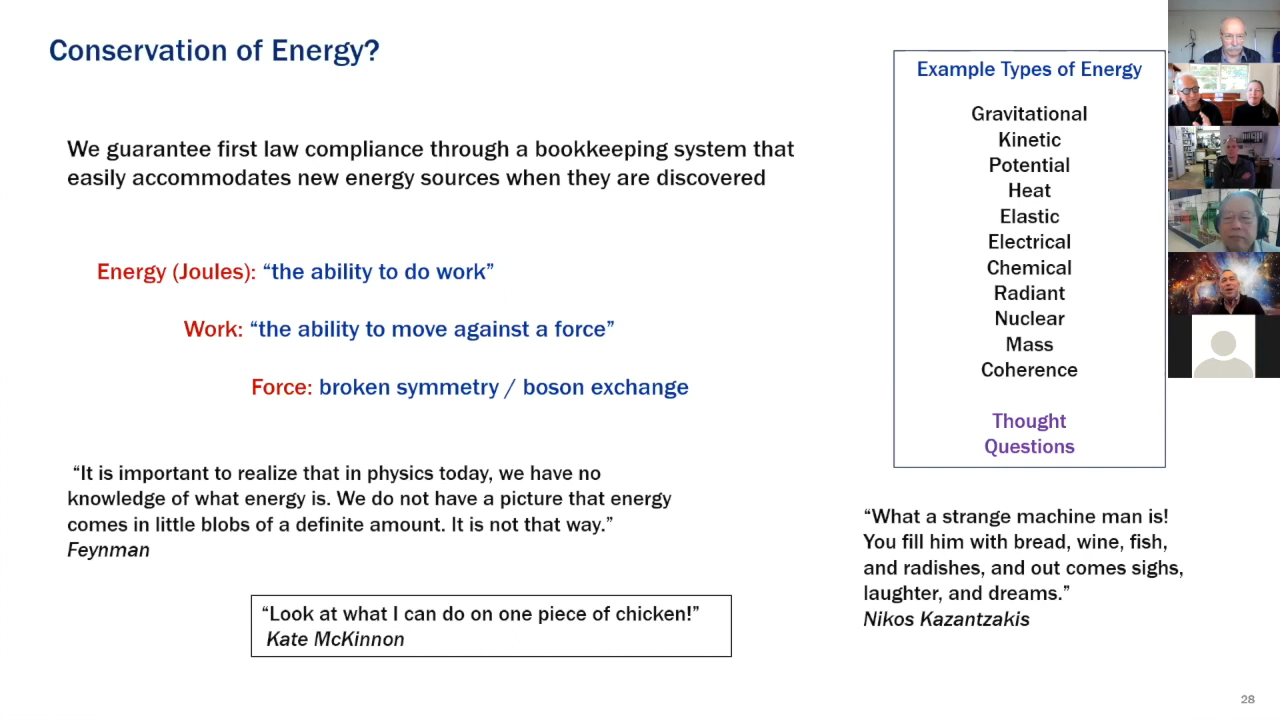 Conservation of Energy?
We guarantee first law compliance through a bookkeeping system that
easily accommodates new energy sources when they are discovered
Energy (Joules): “the ability to do work”
Work: “the ability to move against a force”
Force: broken symmetry / boson exchange
“It is important to realize that in physics today, we have no
knowledge of what energy is. We do not have a picture that energy
comes in little blobs of a definite amount. It is not that way.”
Feynman
“Look at what I can do on one piece of chicken!”
Kate McKinnon
Example Types of Energy
Gravitational
Kinetic
Potential
Heat
Elastic
Electrical
Chemical
Radiant
Nuclear
Mass
Coherence
Thought
Questions
“What a strange machine man is!
You fill him with bread, wine, fish,
and radishes, and out comes sighs,
laughter, and dreams.”
Nikos Kazantzakis
28